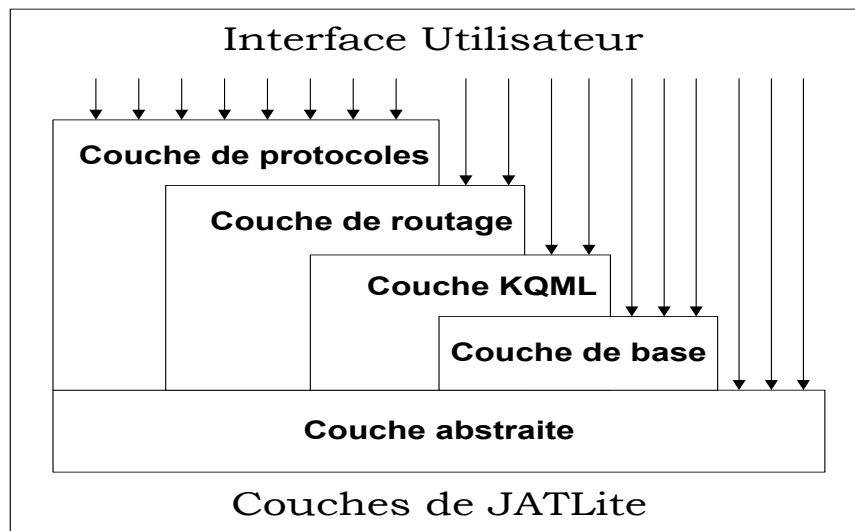 Interface Utilisateur
Couche de protocoles
Couche de routage
Couche KQML
Couche de base
Couche abstraite
Couches de JATLite